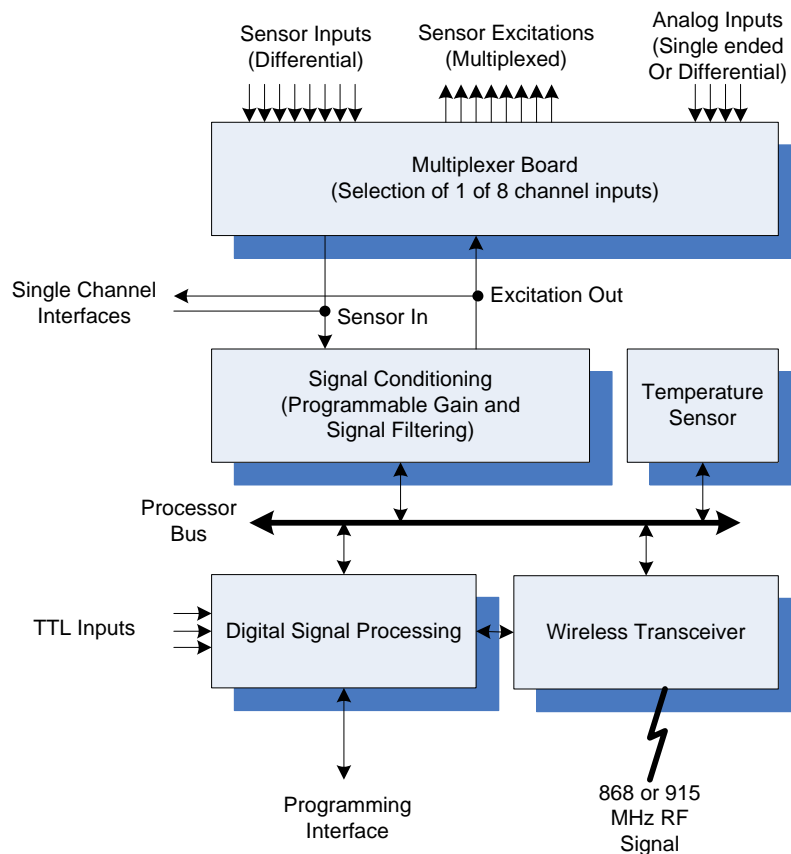 Sensor Inputs
(Differential)
Sensor Excitations
(Multiplexed)
Analog Inputs
(Single ended
Or Differential)
Multiplexer Board
(Selection of 1 of 8 channel inputs)
Single Channel
Interfaces
Excitation Out
Sensor In
Signal Conditioning
(Programmable Gain and
Signal Filtering)
Temperature
Sensor
Processor
Bus
TTL Inputs
Digital Signal Processing
Wireless Transceiver
Programming
Interface
868 or 915
MHz RF
Signal